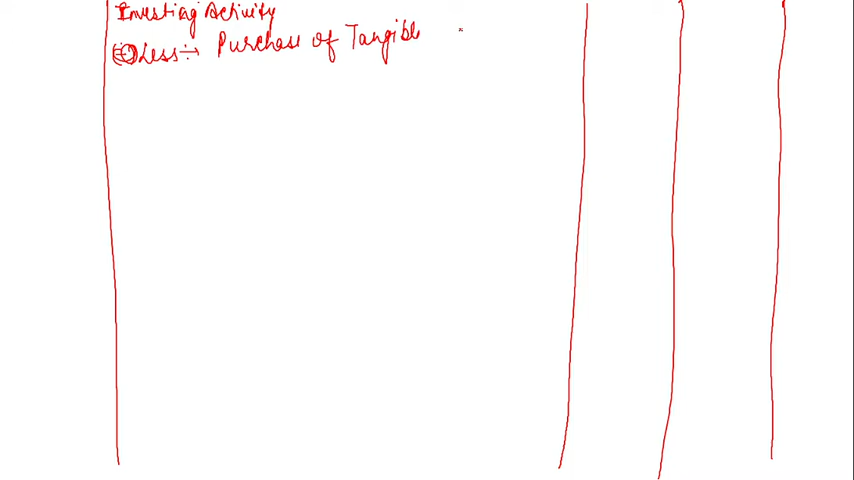 Investing Activity
(-) Less:→ Purchase of Tangible